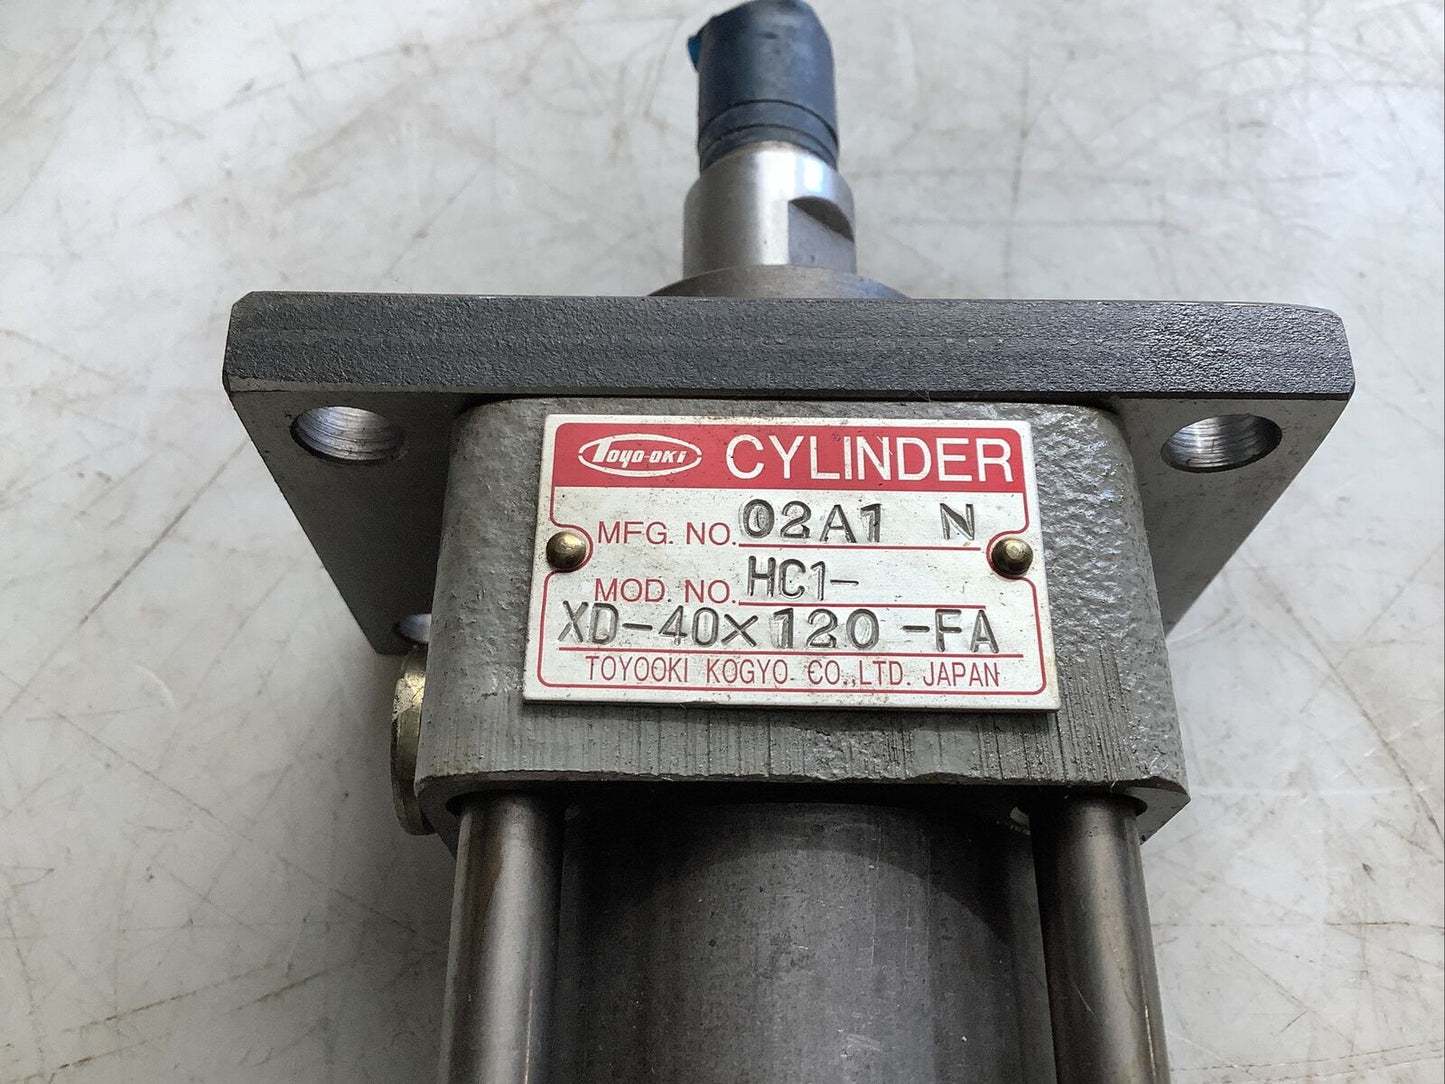 TOYO-OKI CYLINDER
MFG. NO. 02A1 N
MOD. NO. HC1-
XD-40×120-FA
TOYOOKI KOGYO CO.,LTD. JAPAN